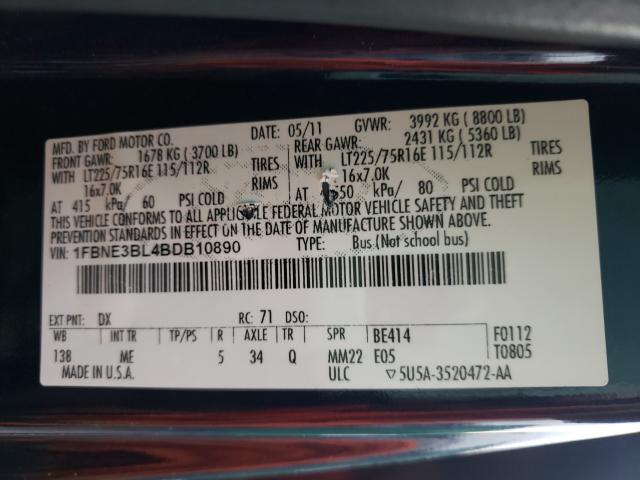 MFD. BY FORD MOTOR CO.
DATE: 05/11 GVWR: 3992 KG ( 8800 LB)
FRONT GAWR: 1678 KG ( 3700 LB) REAR GAWR: 2431 KG ( 5360 LB)
WITH LT225/75R16E 115/112R TIRES WITH LT225/75R16E 115/112R TIRES
16x7.0K RIMS 16x7.0K RIMS
AT 415 kPa/ 60 PSI COLD AT 550 kPa/ 80 PSI COLD
THIS VEHICLE CONFORMS TO ALL APPLICABLE FEDERAL MOTOR VEHICLE SAFETY AND THEFT
PREVENTION STANDARDS IN EFFECT ON THE DATE OF MANUFACTURE SHOWN ABOVE.
VIN: 1FBNE3BL4BDB10890 TYPE: Bus (Not school bus)
EXT PNT: DX RC: 71 DSO:
WB INT TR TP/PS R AXLE TR SPR BE414 F0112
138 ME 5 34 Q MM22 E05 T0805
MADE IN U.S.A. ULC ▽5U5A-3520472-AA